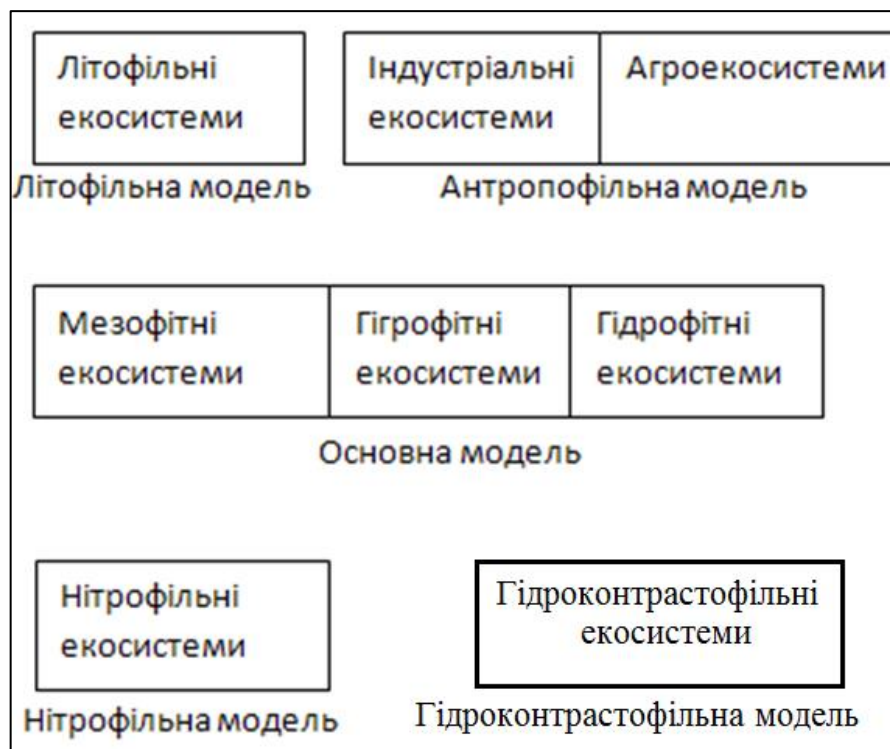 Літофільні
екосистеми
Індустріальні
екосистеми
Агроекосистеми
Літофільна модель
Антропофільна модель
Мезофітні
екосистеми
Гігрофітні
екосистеми
Гідрофітні
екосистеми
Основна модель
Нітрофільні
екосистеми
Гідроконтрастофільні
екосистеми
Нітрофільна модель
Гідроконтрастофільна модель